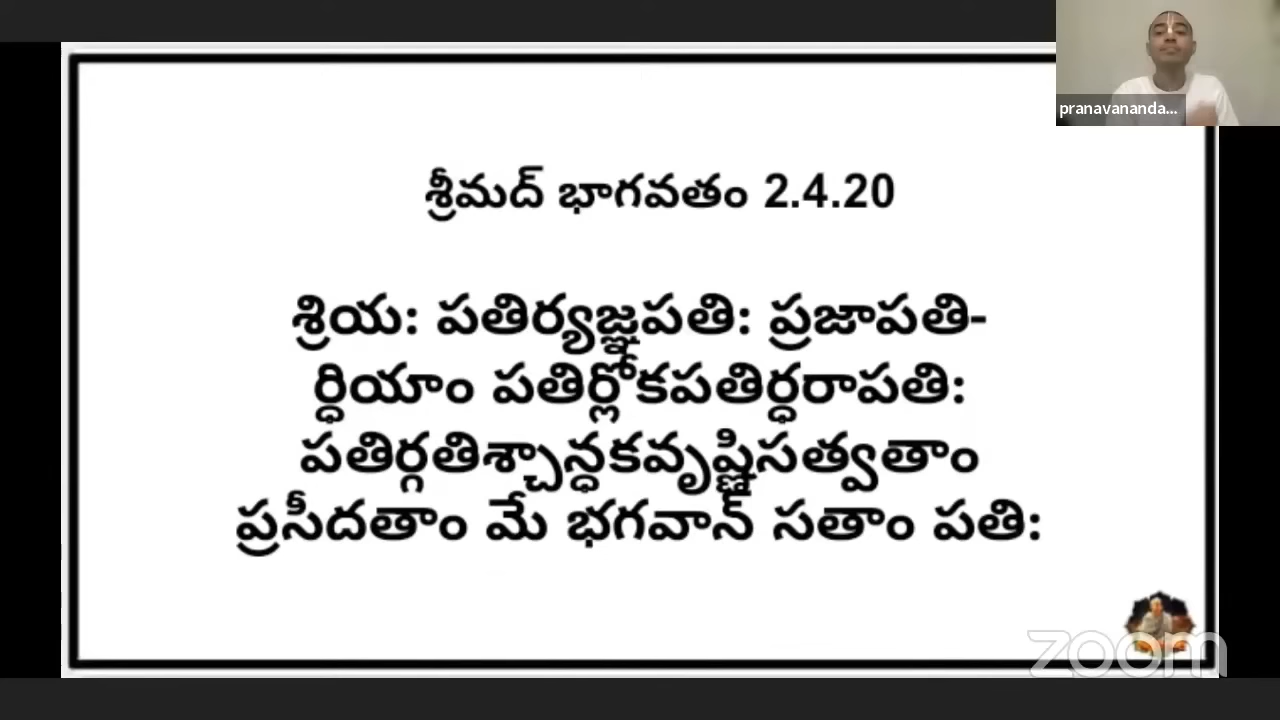 pranavananda...
శ్రీమద్ భాగవతం 2.4.20
శ్రియ: పతిర్యజ్ఞపతి: ప్రజాపతి-
ర్ధియాం పతిర్లోకపతిర్ధరాపతి:
పతిర్గతిశ్చాన్ధకవృష్ణిసత్వతాం
ప్రసీదతాం మే భగవాన్ సతాం పతి:
zoom